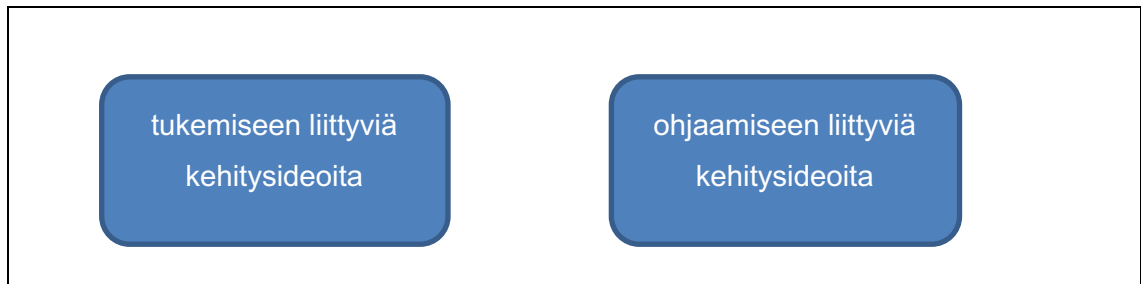 tukemiseen liittyviä
kehitysideoita
ohjaamiseen liittyviä
kehitysideoita